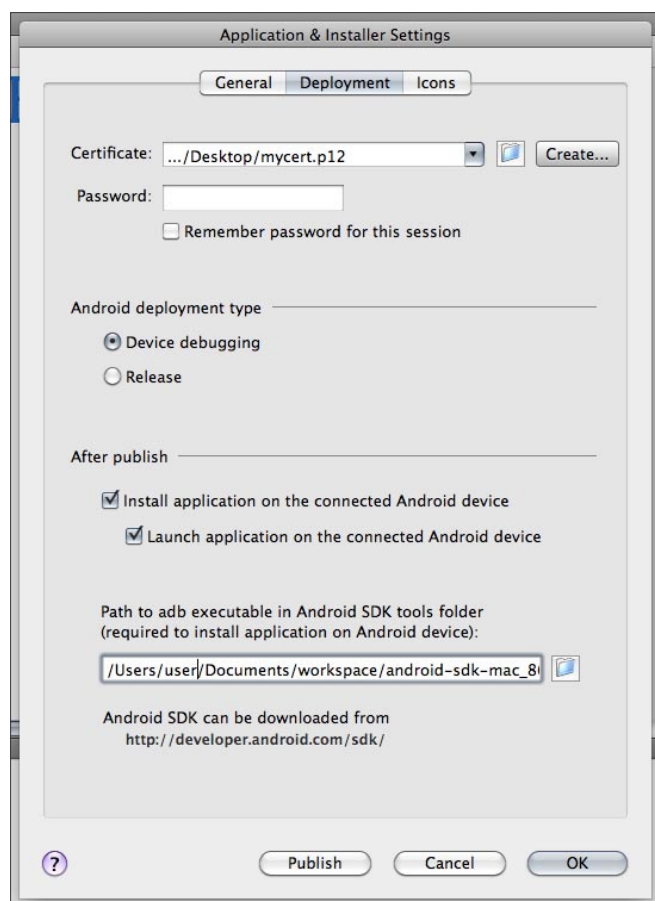 Application & Installer Settings
General Deployment Icons
Certificate: .../Desktop/mycert.p12 Create...
Password:
Remember password for this session
Android deployment type
Device debugging
Release
After publish
Install application on the connected Android device
Launch application on the connected Android device
Path to adb executable in Android SDK tools folder
(required to install application on Android device):
/Users/user/Documents/workspace/android-sdk-mac_8
Android SDK can be downloaded from
http://developer.android.com/sdk/
? Publish Cancel OK